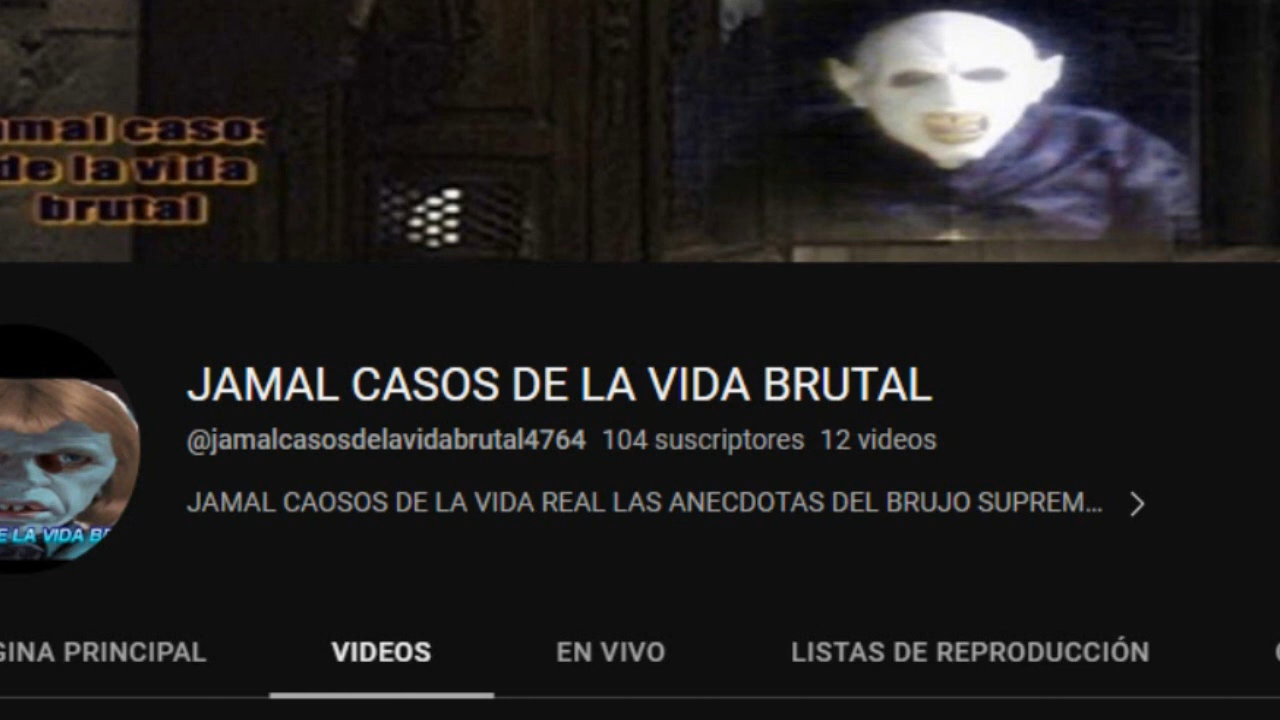 mal casos
de la vida
brutal
JAMAL CASOS DE LA VIDA BRUTAL
@jamalcasosdelavidabrutal4764 104 suscriptores 12 videos
JAMAL CAOSOS DE LA VIDA REAL LAS ANECDOTAS DEL BRUJO SUPREM...
E LA VIDA BR
GINA PRINCIPAL VIDEOS EN VIVO LISTAS DE REPRODUCCIÓN